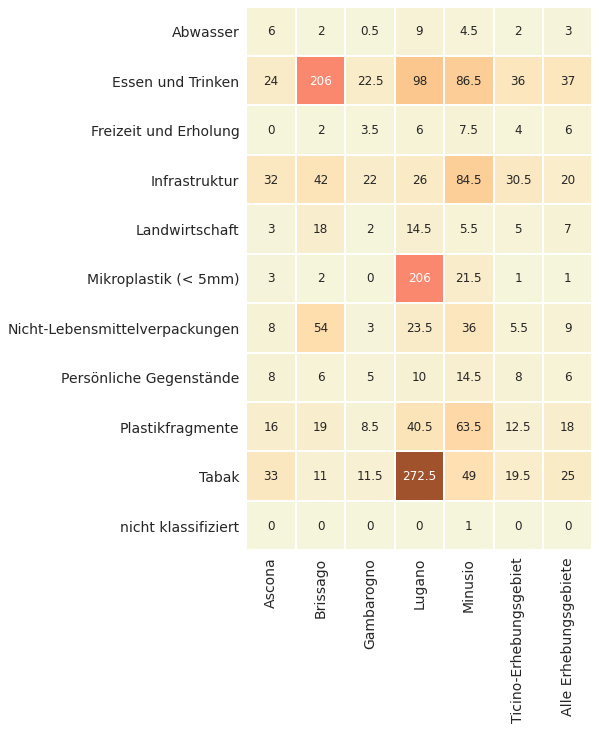 Abwasser 6 2 0.5 9 4.5 2 3
Essen und Trinken 24 206 22.5 98 86.5 36 37
Freizeit und Erholung 0 2 3.5 6 7.5 4 6
Infrastruktur 32 42 22 26 84.5 30.5 20
Landwirtschaft 3 18 2 14.5 5.5 5 7
Mikroplastik (< 5mm) 3 2 0 206 21.5 1 1
Nicht-Lebensmittelverpackungen 8 54 3 23.5 36 5.5 9
Persönliche Gegenstände 8 6 5 10 14.5 8 6
Plastikfragmente 16 19 8.5 40.5 63.5 12.5 18
Tabak 33 11 11.5 272.5 49 19.5 25
nicht klassifiziert 0 0 0 0 1 0 0
Ascona
Brissago
Gambarogno
Lugano
Minusio
Ticino-Erhebungsgebiet
Alle Erhebungsgebiete